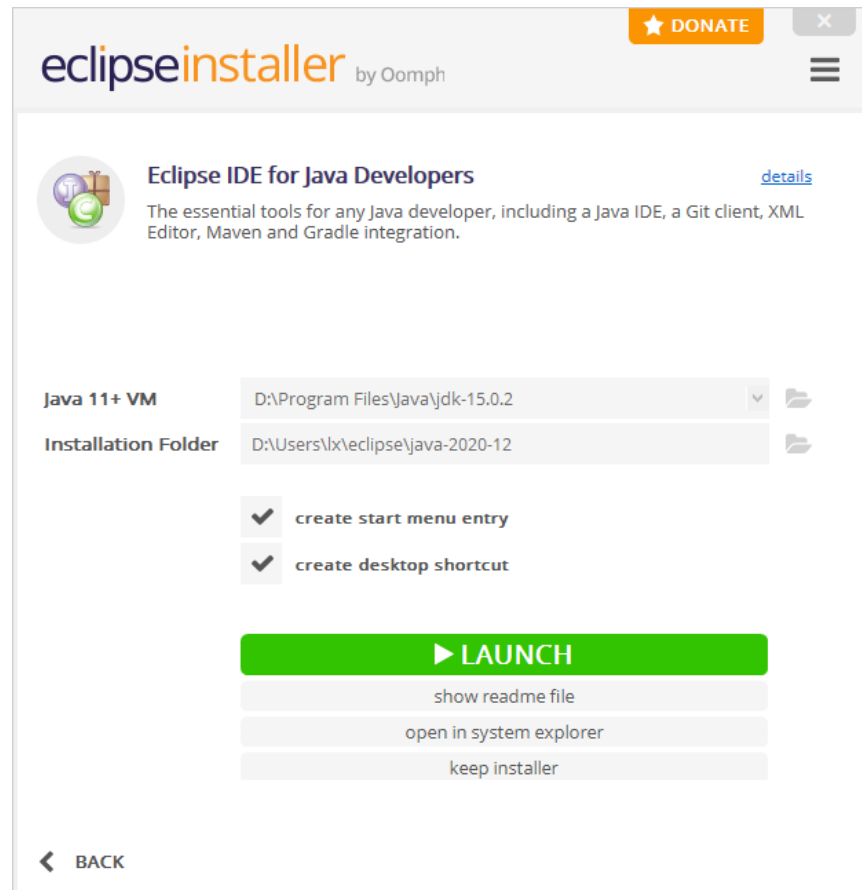 DONATE
eclipseinstaller by Oomph
Eclipse IDE for Java Developers
details
The essential tools for any Java developer, including a Java IDE, a Git client, XML
Editor, Maven and Gradle integration.
Java 11+ VM
D:\Program Files\Java\jdk-15.0.2
Installation Folder
D:\Users\lx\eclipse\java-2020-12
create start menu entry
create desktop shortcut
LAUNCH
show readme file
open in system explorer
keep installer
BACK